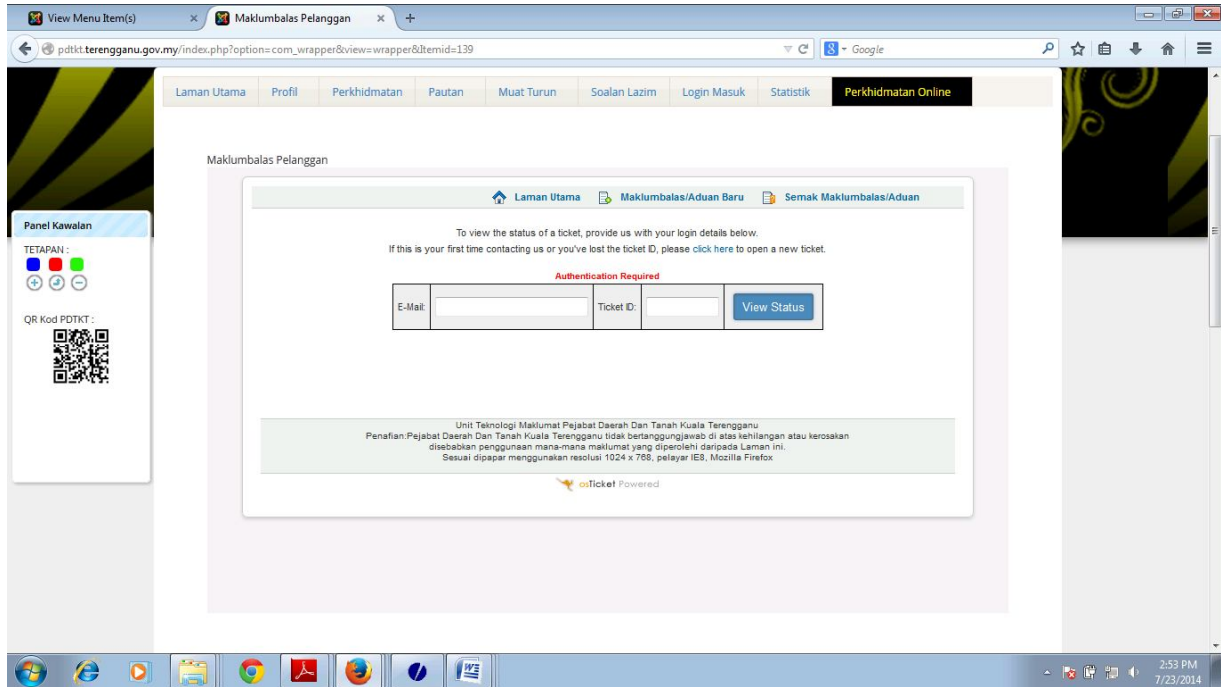 View Menu Item(s)
Maklumbalas Pelanggan
pdtkt.terengganu.gov.my/index.php?option=com_wrapper&view=wrapper&Itemid=139
Google
Laman Utama
Profil
Perkhidmatan
Pautan
Muat Turun
Soalan Lazim
Login Masuk
Statistik
Perkhidmatan Online
Maklumbalas Pelanggan
Laman Utama
Maklumbalas/Aduan Baru
Semak Maklumbalas/Aduan
Panel Kawalan
TETAPAN :
QR Kod PDTKT :
To view the status of a ticket, provide us with your login details below.
If this is your first time contacting us or you've lost the ticket ID, please click here to open a new ticket.
Authentication Required
E-Mail:
Ticket ID:
View Status
Unit Teknologi Maklumat Pejabat Daerah Dan Tanah Kuala Terengganu
Penafian:Pejabat Daerah Dan Tanah Kuala Terengganu tidak bertanggungjawab di atas kehilangan atau kerosakan
disebabkan penggunaan mana-mana maklumat yang diperolehi daripada Laman ini.
Sesuai dipapar menggunakan resolusi 1024 x 768, pelayar IE8, Mozilla Firefox
osTicket Powered
2:53 PM
7/23/2014